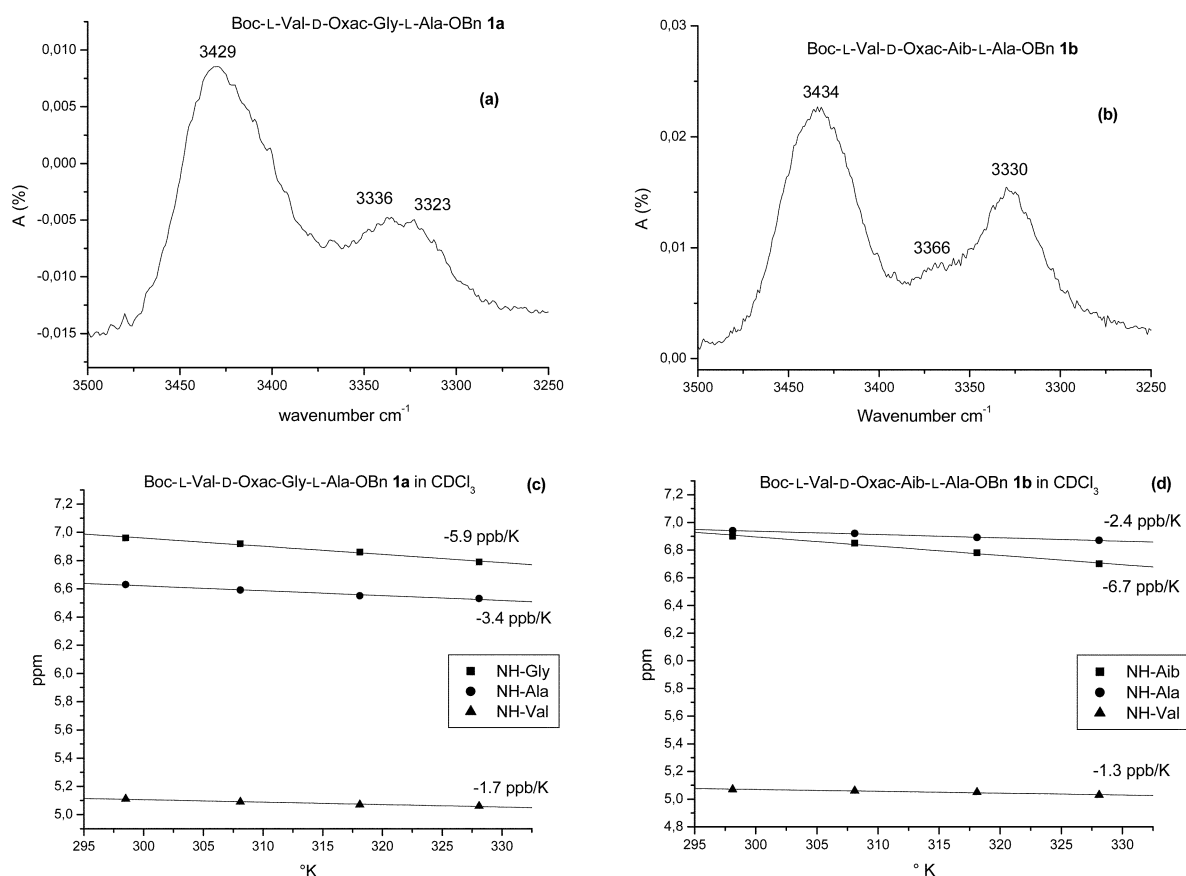 Boc-L-Val-D-Oxac-Gly-L-Ala-OBn 1a
3429
(a)
3336
3323
0,010
0,005
0,000
-0,005
-0,010
-0,015
A (%)
3500
3450
3400
3350
3300
3250
wavenumber cm-1
0,03
Boc-L-Val-D-Oxac-Aib-L-Ala-OBn 1b
3434
(b)
3330
3366
0,02
0,01
0,00
A (%)
3500
3450
3400
3350
3300
3250
Wavenumber cm-1
Boc-L-Val-D-Oxac-Gly-L-Ala-OBn 1a in CDCl3
(c)
7,2
7,0
6,8
6,6
6,4
6,2
6,0
5,8
5,6
5,4
5,2
5,0
ppm
-5.9 ppb/K
-3.4 ppb/K
NH-Gly
NH-Ala
NH-Val
-1.7 ppb/K
295
300
305
310
315
320
325
330
°K
Boc-L-Val-D-Oxac-Aib-L-Ala-OBn 1b in CDCl3
(d)
7,2
7,0
6,8
6,6
6,4
6,2
6,0
5,8
5,6
5,4
5,2
5,0
4,8
ppm
-2.4 ppb/K
-6.7 ppb/K
NH-Aib
NH-Ala
NH-Val
-1.3 ppb/K
295
300
305
310
315
320
325
330
° K